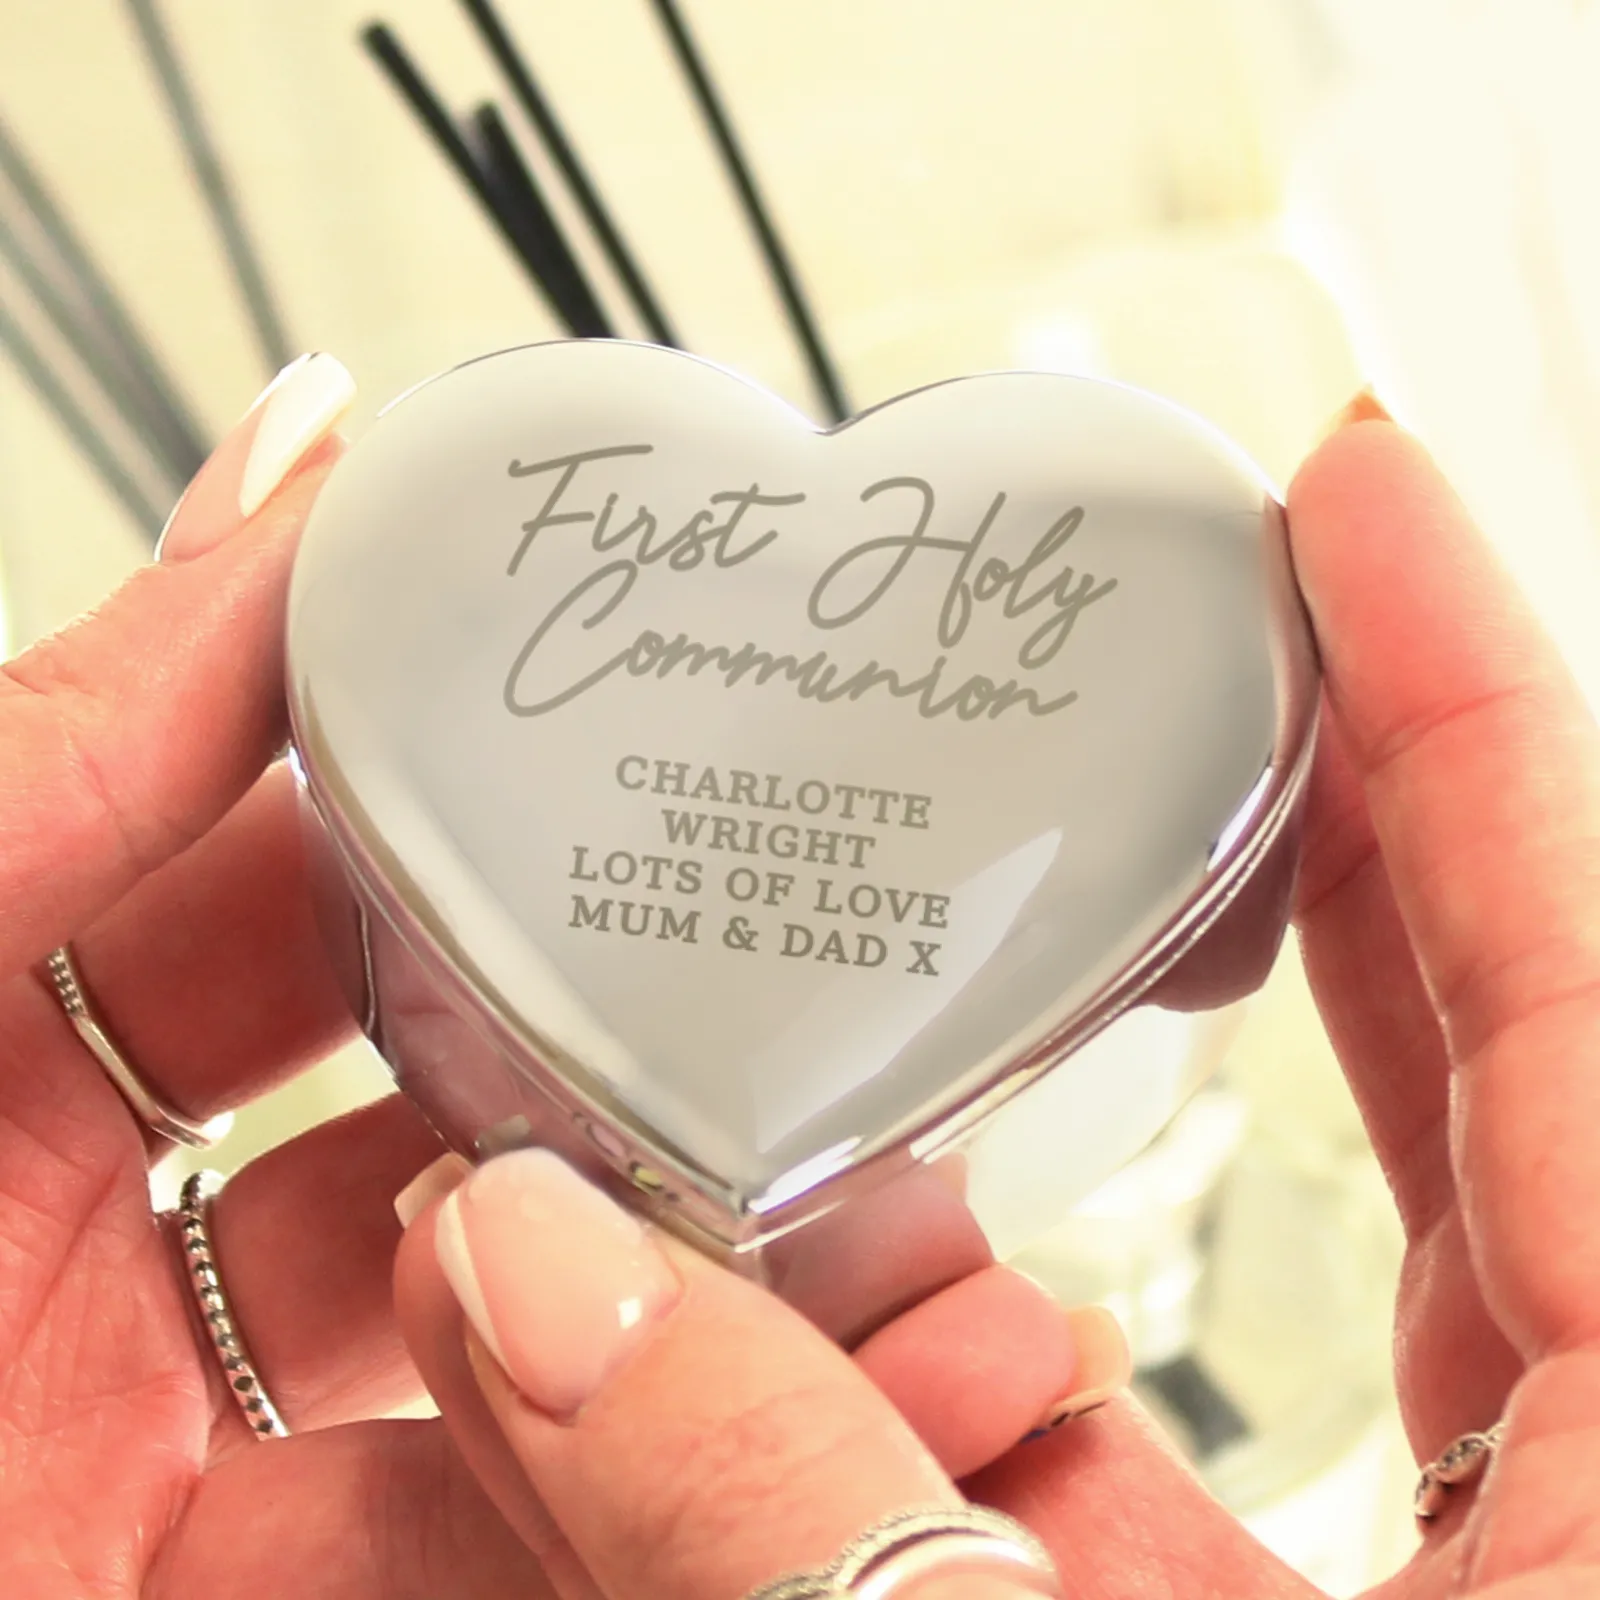 First Holy
Communion
CHARLOTTE
WRIGHT
LOTS OF LOVE
MUM & DAD X